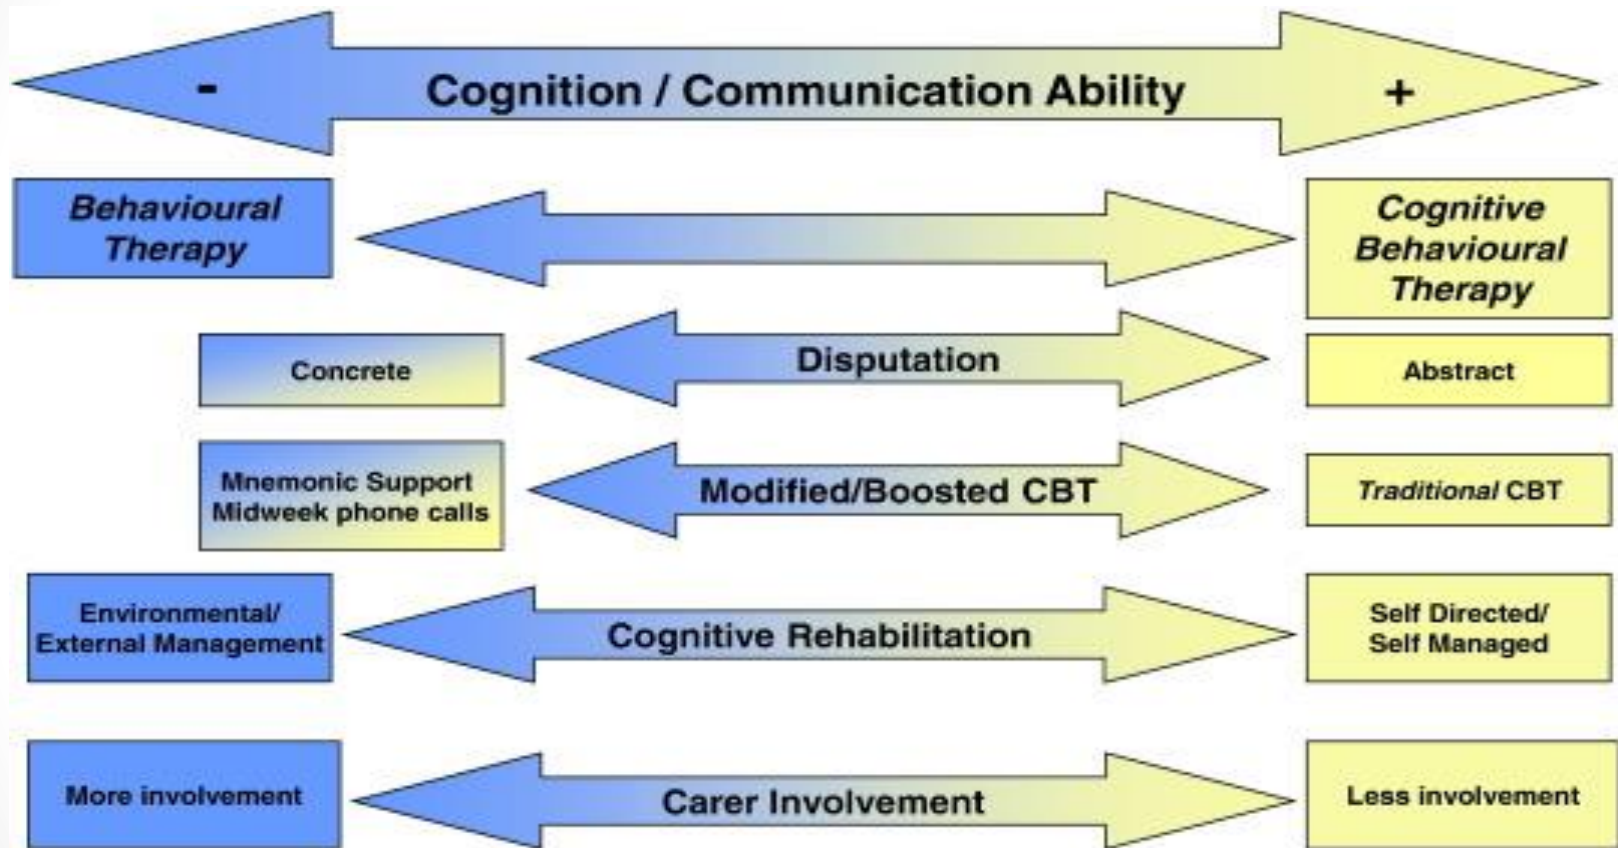 - Cognition / Communication Ability +
Behavioural
Therapy
Cognitive
Behavioural
Therapy
Concrete
Disputation
Abstract
Mnemonic Support
Midweek phone calls
Modified/Boosted CBT
Traditional CBT
Environmental/
External Management
Cognitive Rehabilitation
Self Directed/
Self Managed
More involvement
Carer Involvement
Less involvement